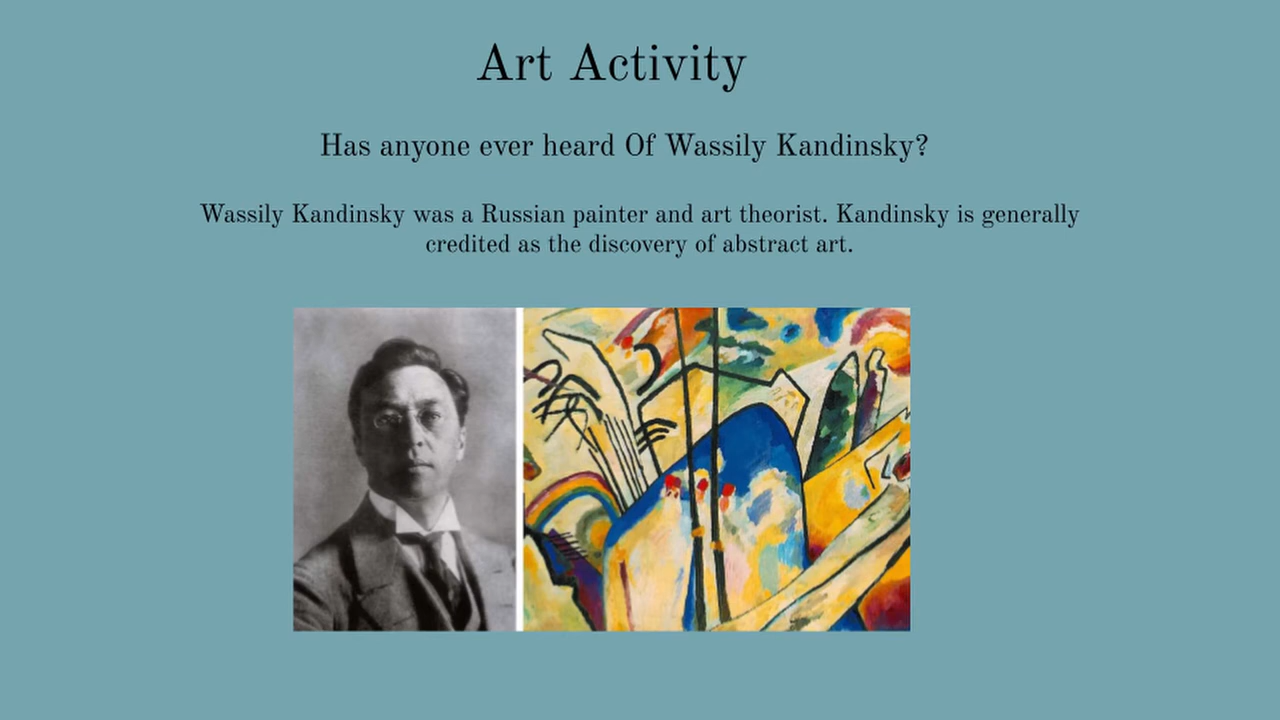 Art Activity
Has anyone ever heard Of Wassily Kandinsky?
Wassily Kandinsky was a Russian painter and art theorist. Kandinsky is generally
credited as the discovery of abstract art.